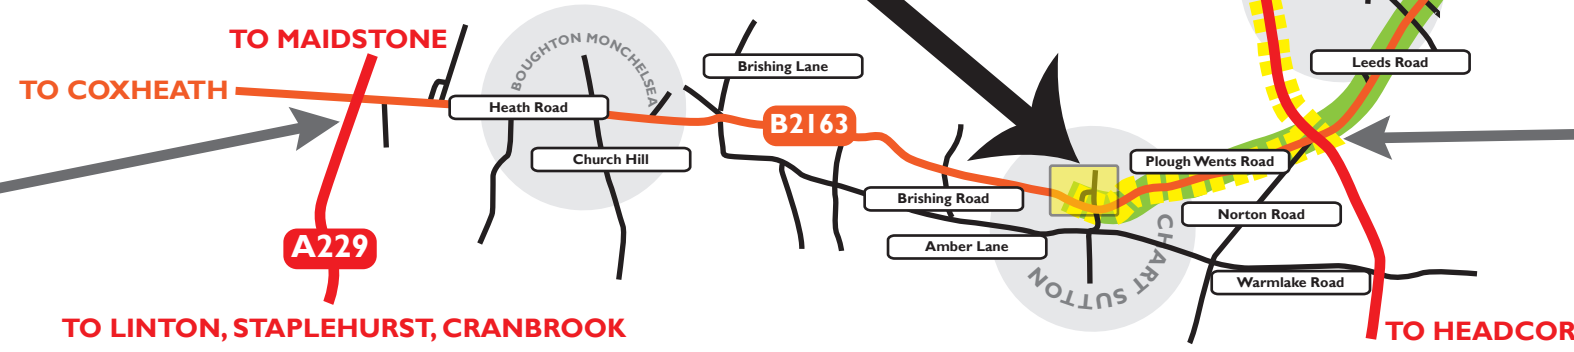 TO MAIDSTONE
TO COXHEATH
BOUGHTON MONCHELSEA
Heath Road
Church Hill
Brishing Lane
B2163
Leeds Road
Plough Wents Road
Brishing Road
Norton Road
Amber Lane
A229
CHART SUTTON
Warmlake Road
TO LINTON, STAPLEHURST, CRANBROOK
TO HEADCOR